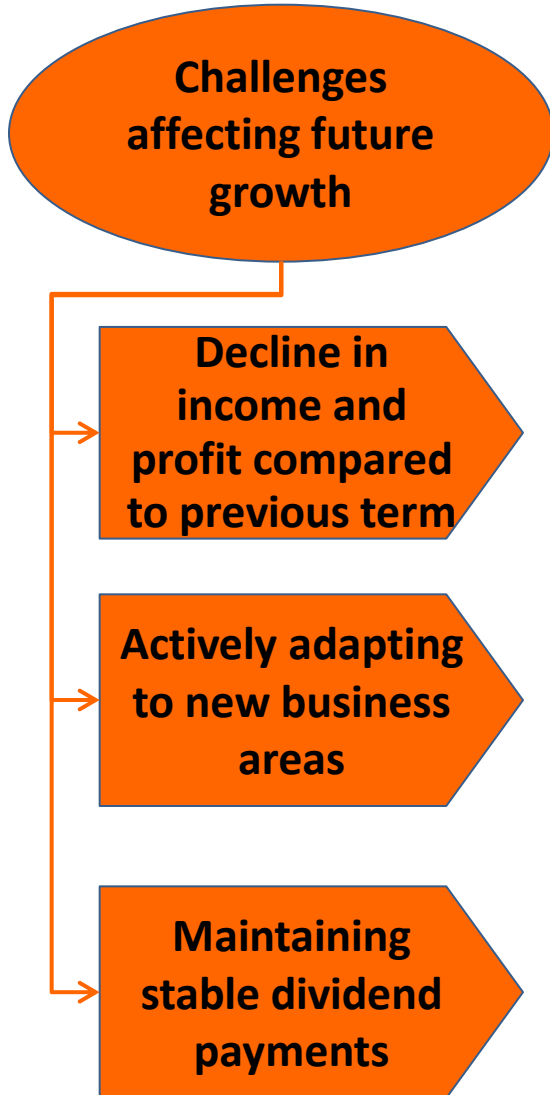 Challenges
affecting future
growth
Decline in
income and
profit compared
to previous term
Actively adapting
to new business
areas
Maintaining
stable dividend
payments